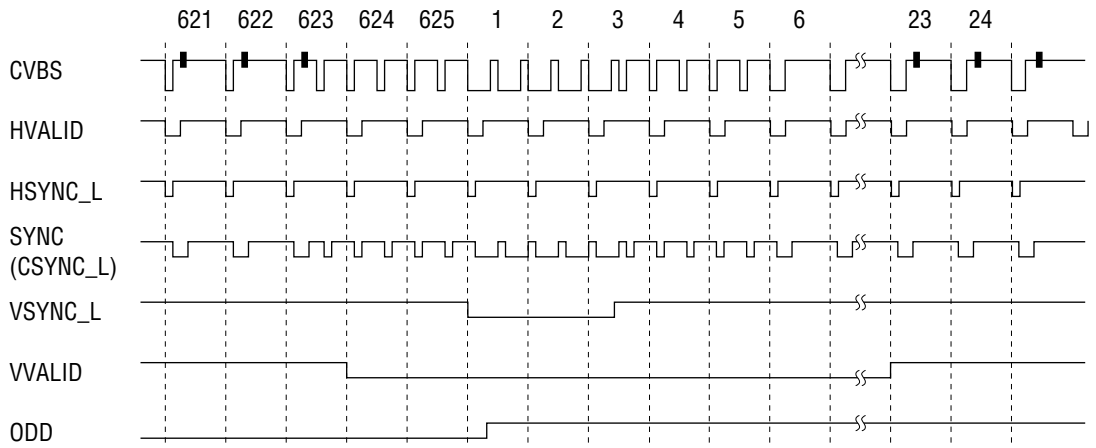 621 622 623 624 625 1 2 3 4 5 6 23 24
CVBS
HVALID
HSYNC_L
SYNC
(CSYNC_L)
VSYNC_L
VVALID
ODD